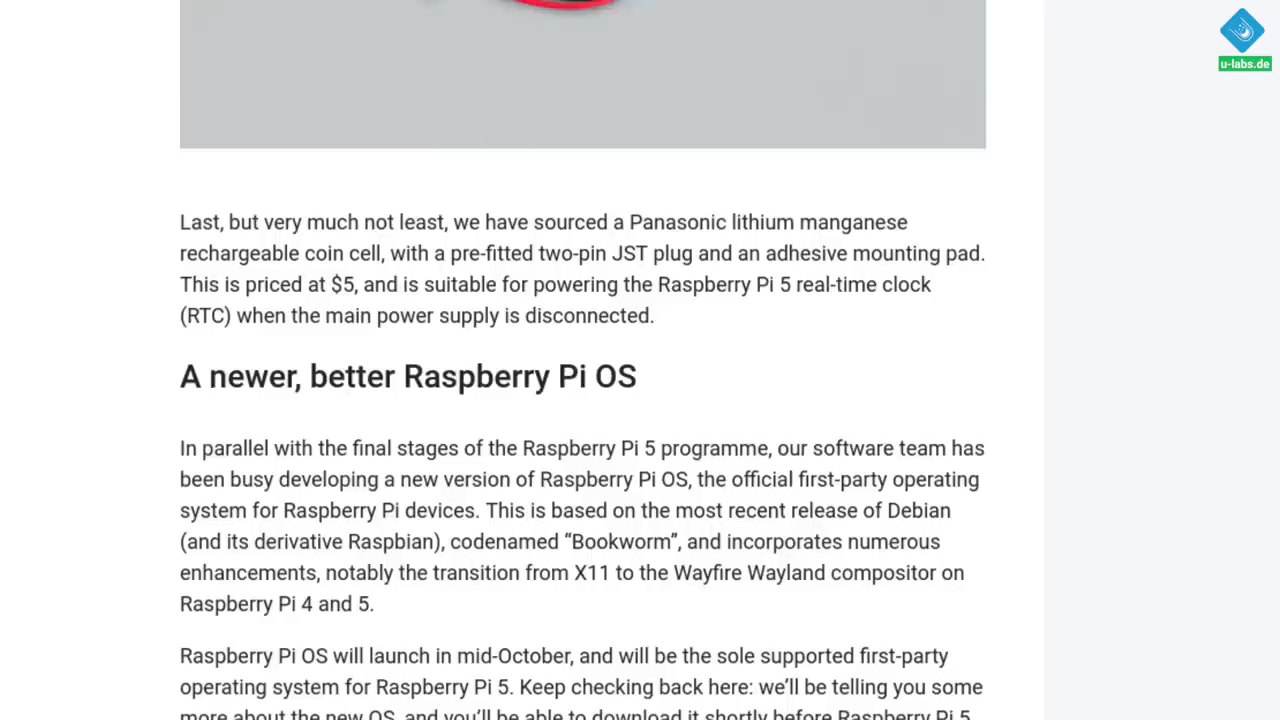 u-labs.de
Last, but very much not least, we have sourced a Panasonic lithium manganese
rechargeable coin cell, with a pre-fitted two-pin JST plug and an adhesive mounting pad.
This is priced at $5, and is suitable for powering the Raspberry Pi 5 real-time clock
(RTC) when the main power supply is disconnected.
A newer, better Raspberry Pi OS
In parallel with the final stages of the Raspberry Pi 5 programme, our software team has
been busy developing a new version of Raspberry Pi OS, the official first-party operating
system for Raspberry Pi devices. This is based on the most recent release of Debian
(and its derivative Raspbian), codenamed “Bookworm”, and incorporates numerous
enhancements, notably the transition from X11 to the Wayfire Wayland compositor on
Raspberry Pi 4 and 5.
Raspberry Pi OS will launch in mid-October, and will be the sole supported first-party
operating system for Raspberry Pi 5. Keep checking back here: we’ll be telling you some
more about the new OS, and you’ll be able to download it shortly before Raspberry Pi 5